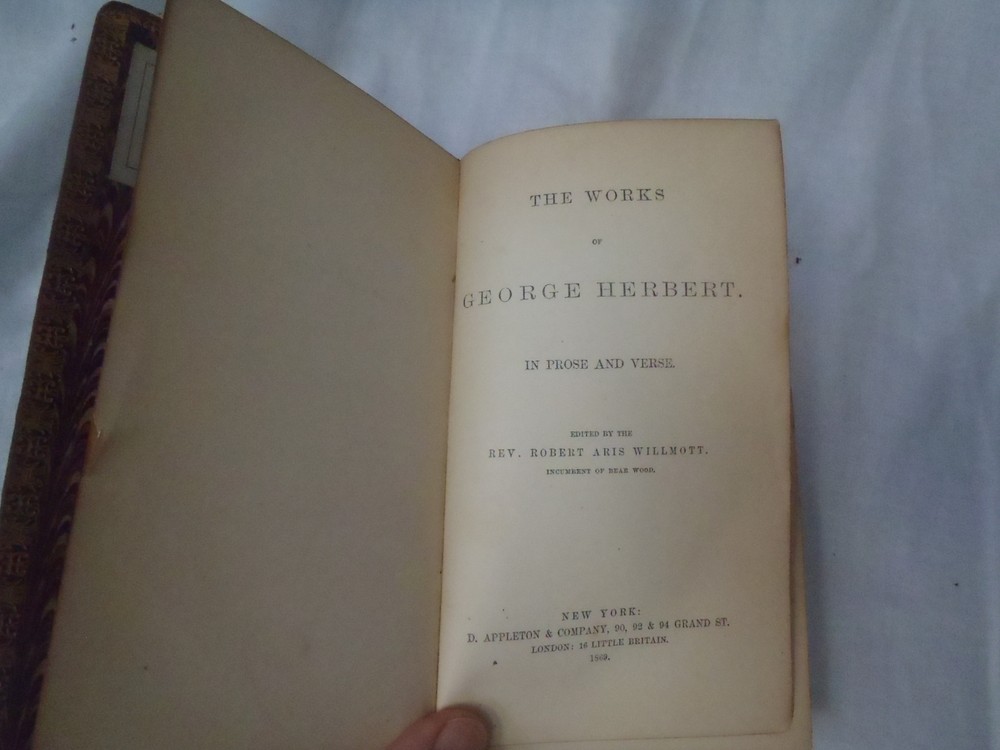 THE WORKS
OF
GEORGE HERBERT.
IN PROSE AND VERSE.
EDITED BY THE
REV. ROBERT ARIS WILLMOTT.
INCUMBENT OF BEAR WOOD.
NEW YORK:
D. APPLETON & COMPANY, 90, 92 & 94 GRAND ST.
LONDON: 16 LITTLE BRITAIN.
1869.